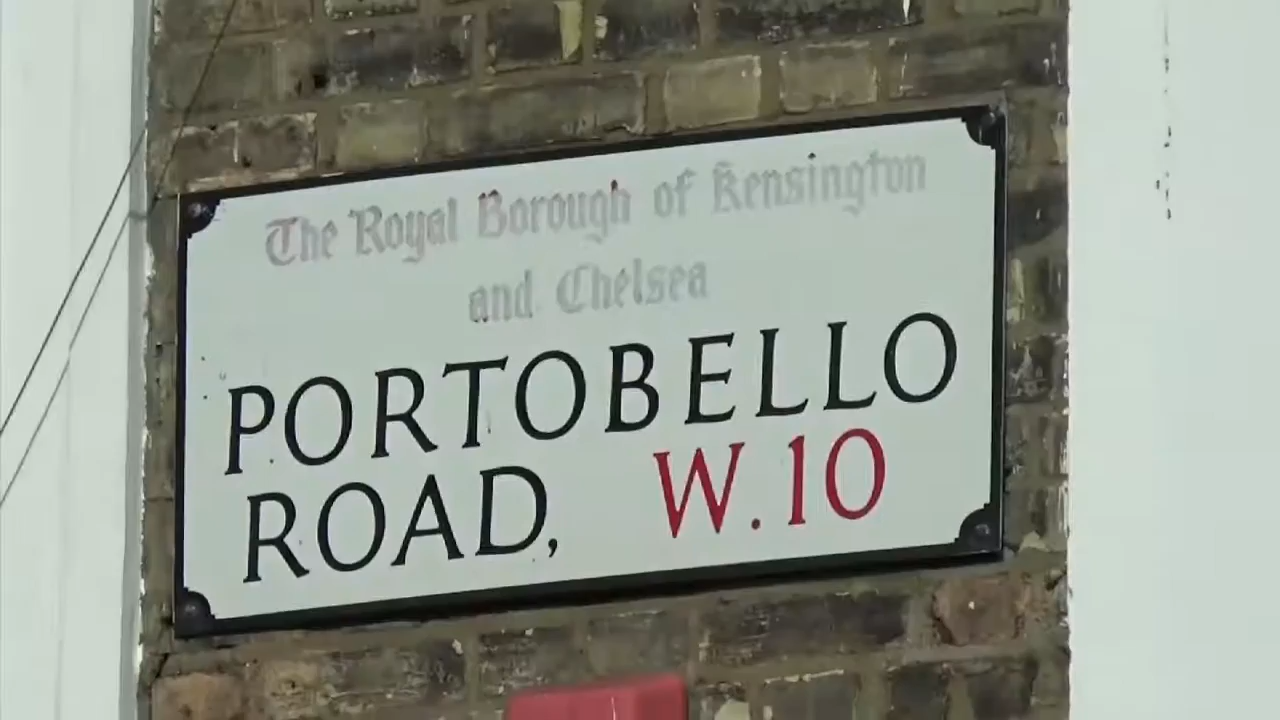 The Royal Borough of Kensington
and Chelsea
PORTOBELLO
ROAD, W.10